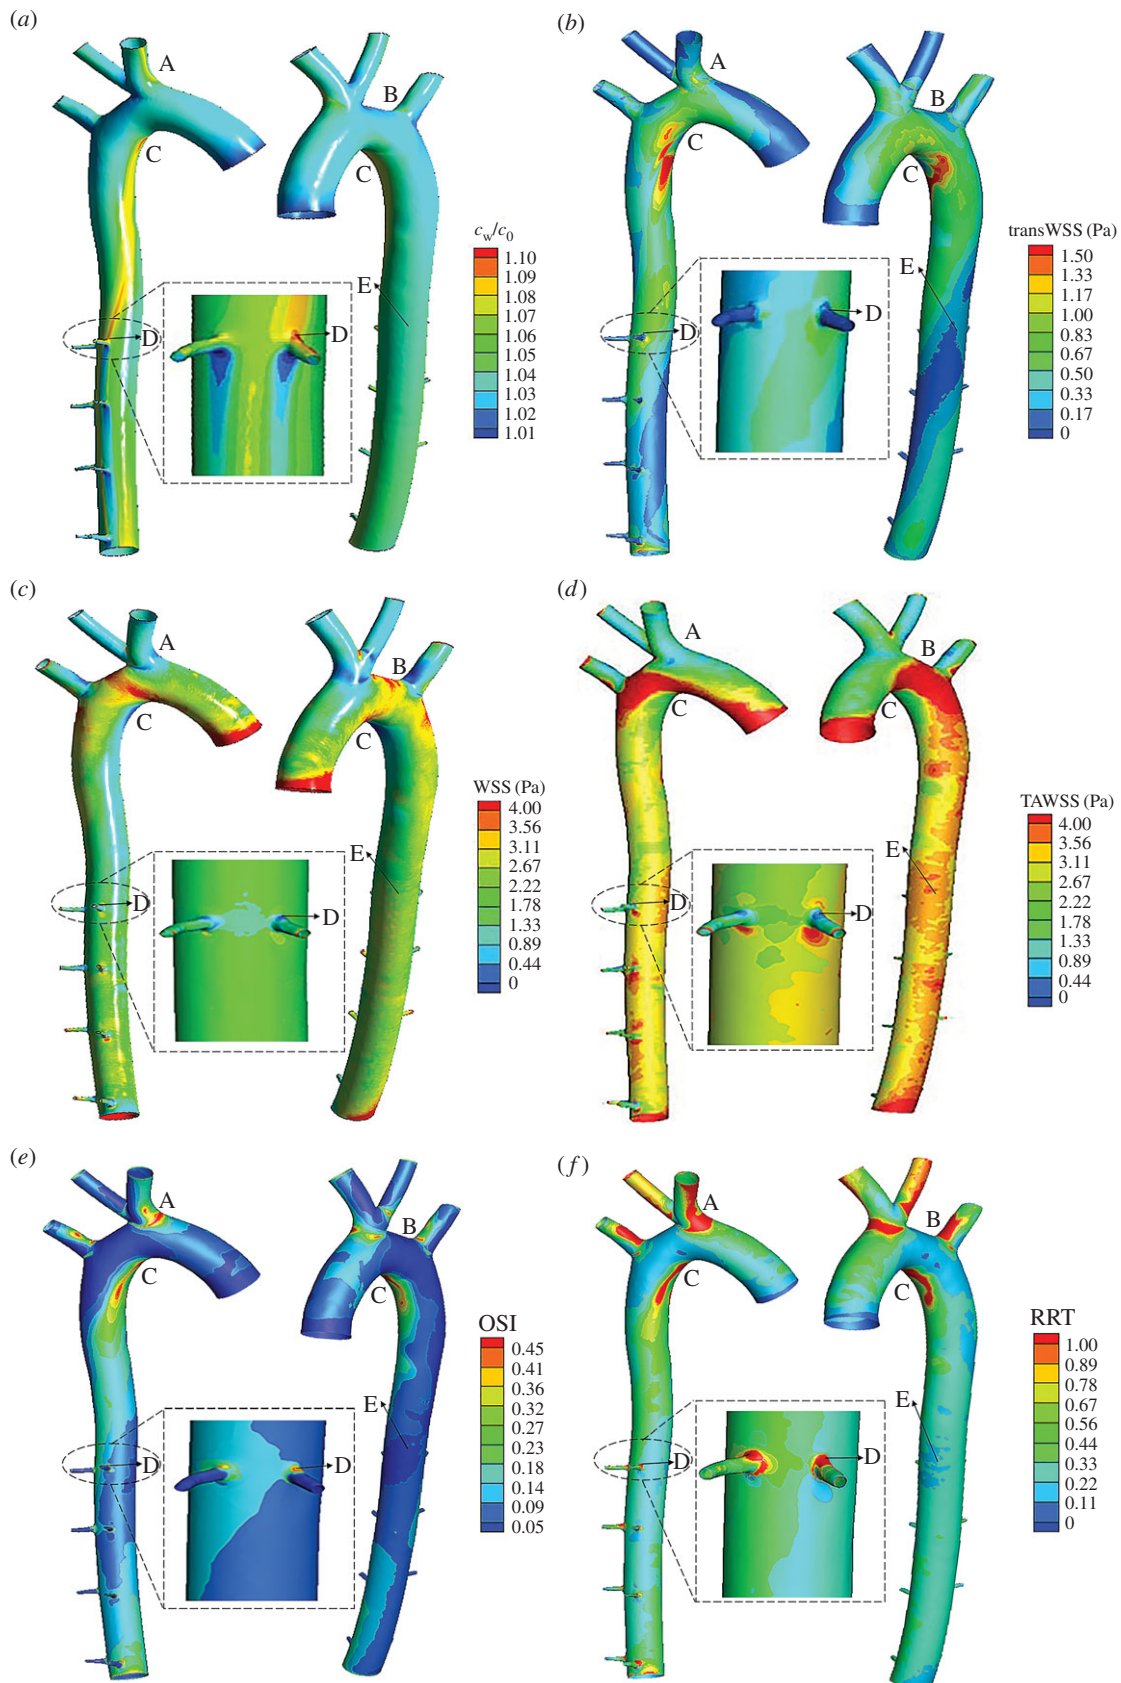 (a)
A
B
C
C
c_w/c_0
1.10
1.09
1.08
1.07
1.06
1.05
1.04
1.03
1.02
1.01
E
D
D
(b)
A
B
C
C
transWSS (Pa)
1.50
1.33
1.17
1.00
0.83
0.67
0.50
0.33
0.17
0
E
D
D
(c)
A
B
C
C
WSS (Pa)
4.00
3.56
3.11
2.67
2.22
1.78
1.33
0.89
0.44
0
E
D
D
(d)
A
B
C
C
TAWSS (Pa)
4.00
3.56
3.11
2.67
2.22
1.78
1.33
0.89
0.44
0
E
D
D
(e)
A
B
C
C
OSI
0.45
0.41
0.36
0.32
0.27
0.23
0.18
0.14
0.09
0.05
E
D
D
(f)
A
B
C
C
RRT
1.00
0.89
0.78
0.67
0.56
0.44
0.33
0.22
0.11
0
E
D
D